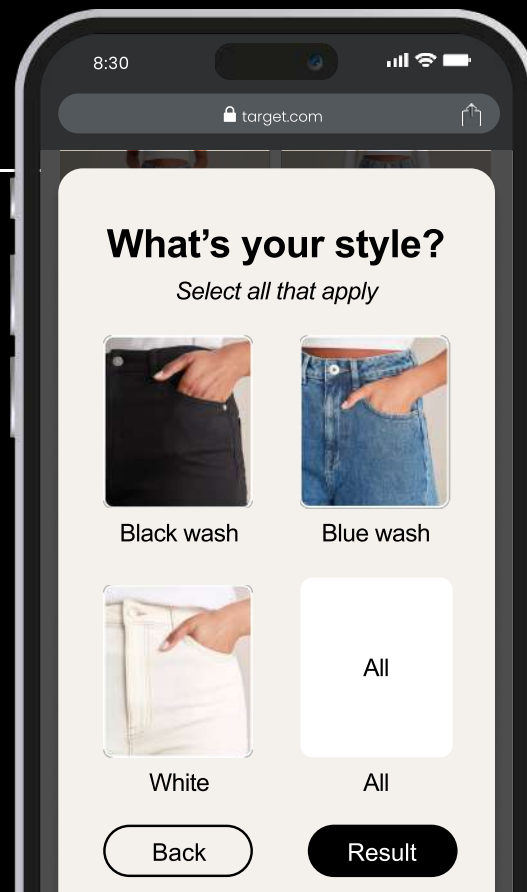 8:30
target.com
What's your style?
Select all that apply
Black wash
Blue wash
All
White
All
Back
Result